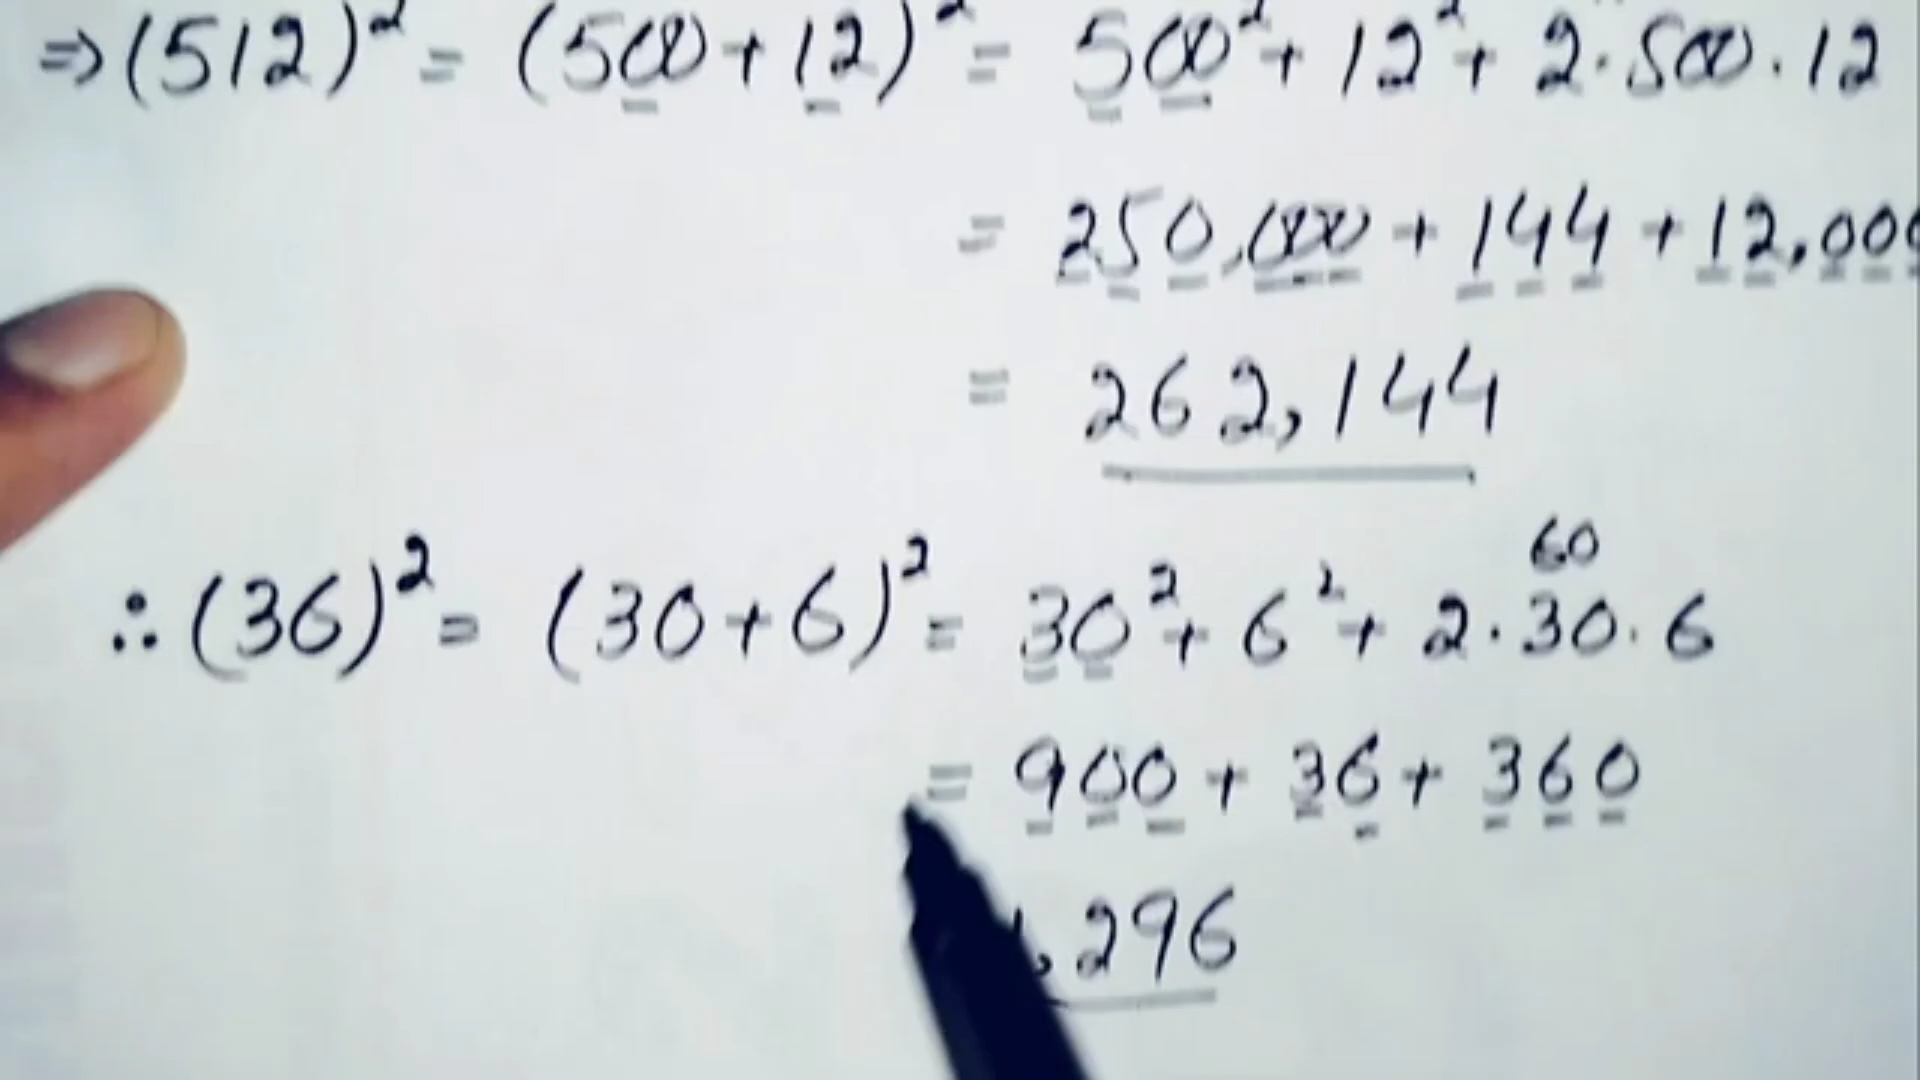 ⇒(512)² = (500+12)² = 500² + 12² + 2·500·12
= 250,000 + 144 + 12,000
= 262,144
60
∴ (36)² = (30+6)² = 30² + 6² + 2·30·6
= 900 + 36 + 360
,296